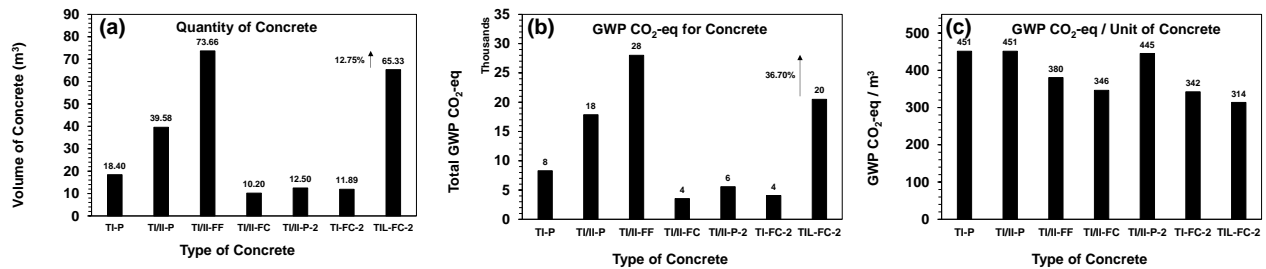 (a)
Quantity of Concrete
Volume of Concrete (m³)
90
80
70
60
50
40
30
20
10
0
18.40
39.58
73.66
10.20
12.50
11.89
12.75%
65.33
TI-P TI/II-P TI/II-FF TI/II-FC TI/II-P-2 TI-FC-2 TIL-FC-2
Type of Concrete
(b)
GWP CO₂-eq for Concrete
Total GWP CO₂-eq
Thousands
35
30
25
20
15
10
5
0
8
18
28
4
6
4
36.70%
20
TI-P TI/II-P TI/II-FF TI/II-FC TI/II-P-2 TI-FC-2 TIL-FC-2
Type of Concrete
(c)
GWP CO₂-eq / Unit of Concrete
GWP CO₂-eq / m³
500
400
300
200
100
0
451
451
380
346
445
342
314
TI-P TI/II-P TI/II-FF TI/II-FC TI/II-P-2 TI-FC-2 TIL-FC-2
Type of Concrete